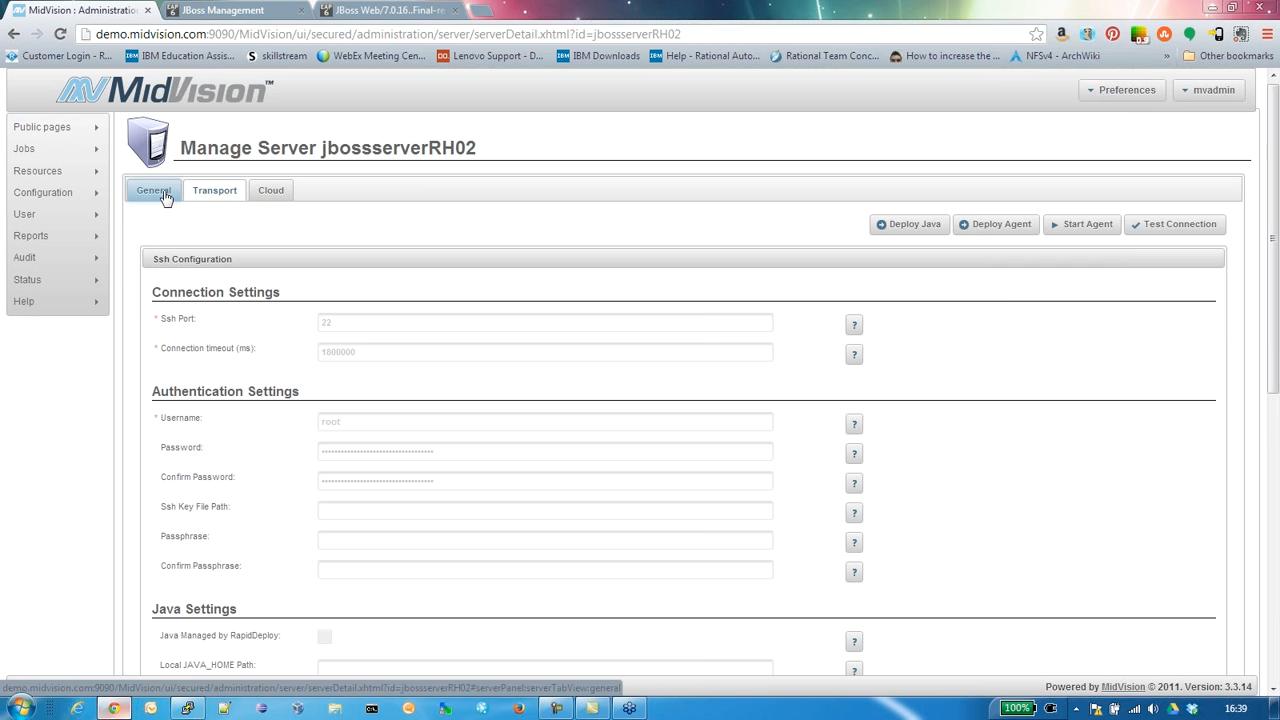 MidVision : Administratio
JBoss Management
JBoss Web/7.0.16..Final-re
demo.midvision.com:9090/MidVision/ui/secured/administration/server/serverDetail.xhtml?id=jbossserverRH02
Customer Login - R...
IBM Education Assis...
skillstream
WebEx Meeting Cen...
Lenovo Support - D...
IBM Downloads
Help - Rational Auto...
Rational Team Conc...
How to increase the ...
NFSv4 - ArchWiki
Other bookmarks
MidVision™
Preferences
mvadmin
Public pages
Jobs
Resources
Configuration
User
Reports
Audit
Status
Help
Manage Server jbossserverRH02
General
Transport
Cloud
Deploy Java
Deploy Agent
Start Agent
Test Connection
Ssh Configuration
Connection Settings
* Ssh Port:
22
?
* Connection timeout (ms):
1800000
?
Authentication Settings
* Username:
root
?
Password:
?
Confirm Password:
?
Ssh Key File Path:
?
Passphrase:
?
Confirm Passphrase:
?
Java Settings
Java Managed by RapidDeploy:
?
Local JAVA_HOME Path:
?
demo.midvision.com:9090/MidVision/ui/secured/administration/server/serverDetail.xhtml?id=jbossserverRH02#serverPanel:serverTabView:general
Powered by MidVision © 2011. Version: 3.3.14
100%
16:39